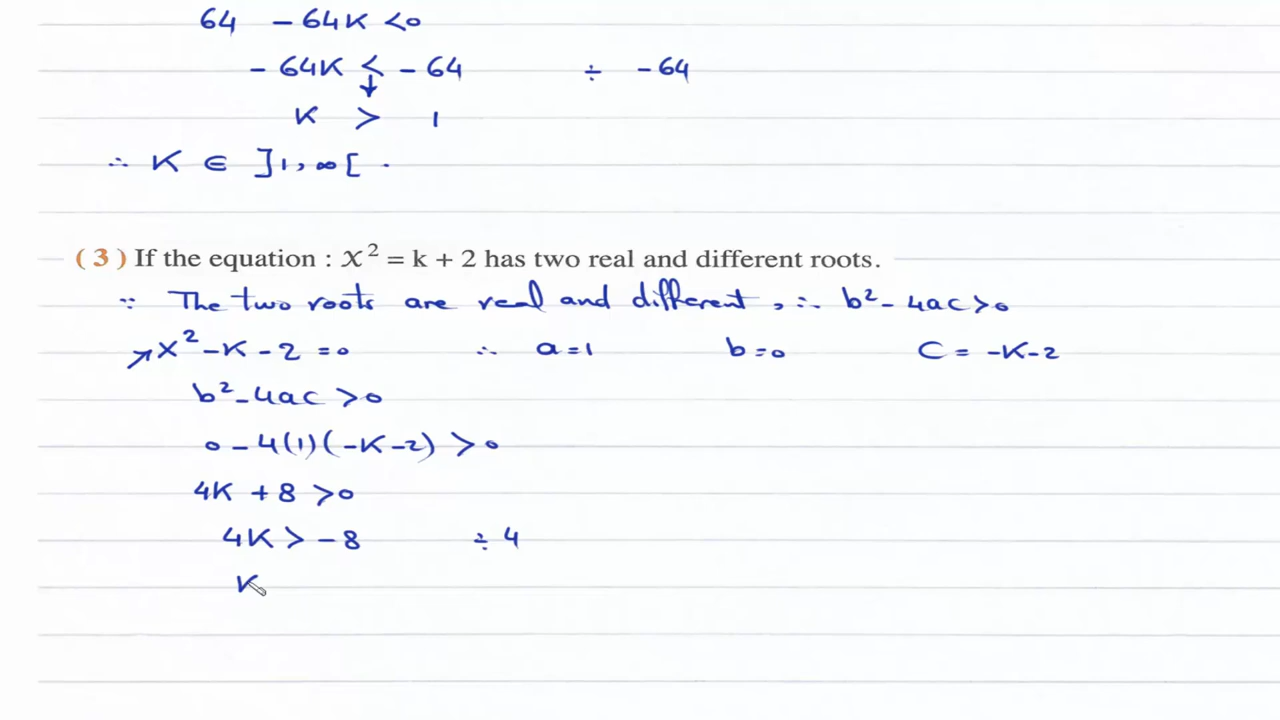 64 - 64K <0
- 64K < - 64 ÷ -64
↓
K > 1
∴ K ∈ ]1,∞[ .
( 3 ) If the equation : X² = k + 2 has two real and different roots.
∵ The two roots are real and different , ∴ b² - 4ac >0
↗X² -K - 2 =0 ∴ a=1 b=0 C = -K-2
b² - 4ac >0
0 - 4(1)(-K-2) >0
4K + 8 >0
4K > -8 ÷ 4
K